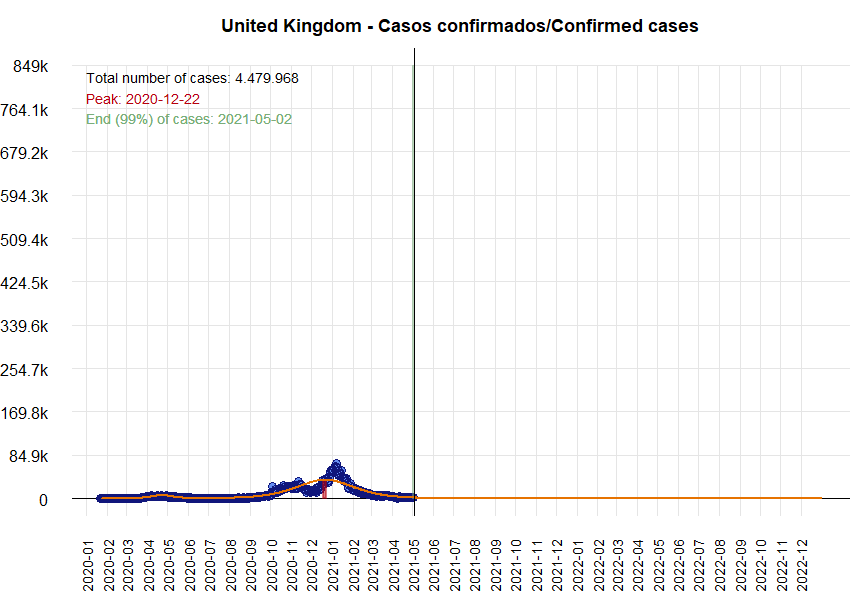 United Kingdom - Casos confirmados/Confirmed cases
849k
Total number of cases: 4.479.968
Peak: 2020-12-22
764.1k
End (99%) of cases: 2021-05-02
679.2k
594.3k
509.4k
424.5k
339.6k
254.7k
169.8k
84.9k
0
2020-01
2020-02
2020-03
2020-04
2020-05
2020-06
2020-07
2020-08
2020-09
2020-10
2020-11
2020-12
2021-01
2021-02
2021-03
2021-04
2021-05
2021-06
2021-07
2021-08
2021-09
2021-10
2021-11
2021-12
2022-01
2022-02
2022-03
2022-04
2022-05
2022-06
2022-07
2022-08
2022-09
2022-10
2022-11
2022-12